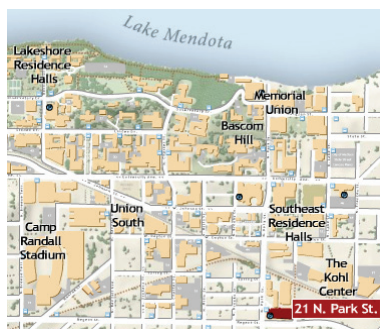 Lake Mendota
Lakeshore
Residence
Halls
Memorial
Union
Bascom
Hill
Union
South
Southeast
Residence
Halls
Camp
Randall
Stadium
The
Kohl
Center
21 N. Park St.